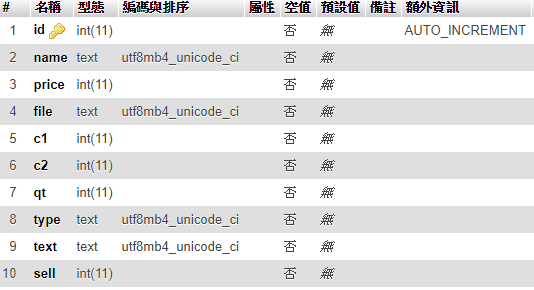 # 名稱 型態 編碼與排序 屬性 空值 預設值 備註 額外資訊
1 id int(11) 否 無 AUTO_INCREMENT
2 name text utf8mb4_unicode_ci 否 無
3 price int(11) 否 無
4 file text utf8mb4_unicode_ci 否 無
5 c1 int(11) 否 無
6 c2 int(11) 否 無
7 qt int(11) 否 無
8 type text utf8mb4_unicode_ci 否 無
9 text text utf8mb4_unicode_ci 否 無
10 sell int(11) 否 無